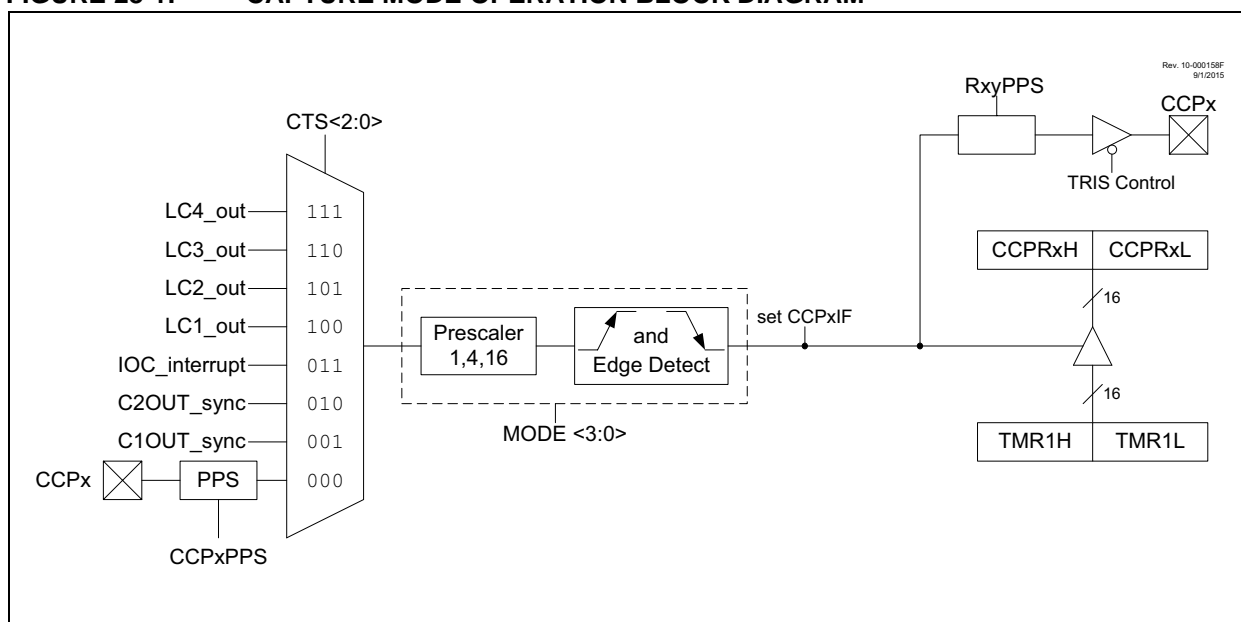 Rev. 10-000158F
9/1/2015
RxyPPS
CCPx
CTS<2:0>
TRIS Control
LC4_out 111
LC3_out 110
CCPRxH CCPRxL
LC2_out 101
16
LC1_out 100
set CCPxIF
Prescaler
1,4,16
and
Edge Detect
IOC_interrupt 011
16
C2OUT_sync 010
MODE <3:0>
C1OUT_sync 001
TMR1H TMR1L
CCPx PPS 000
CCPxPPS